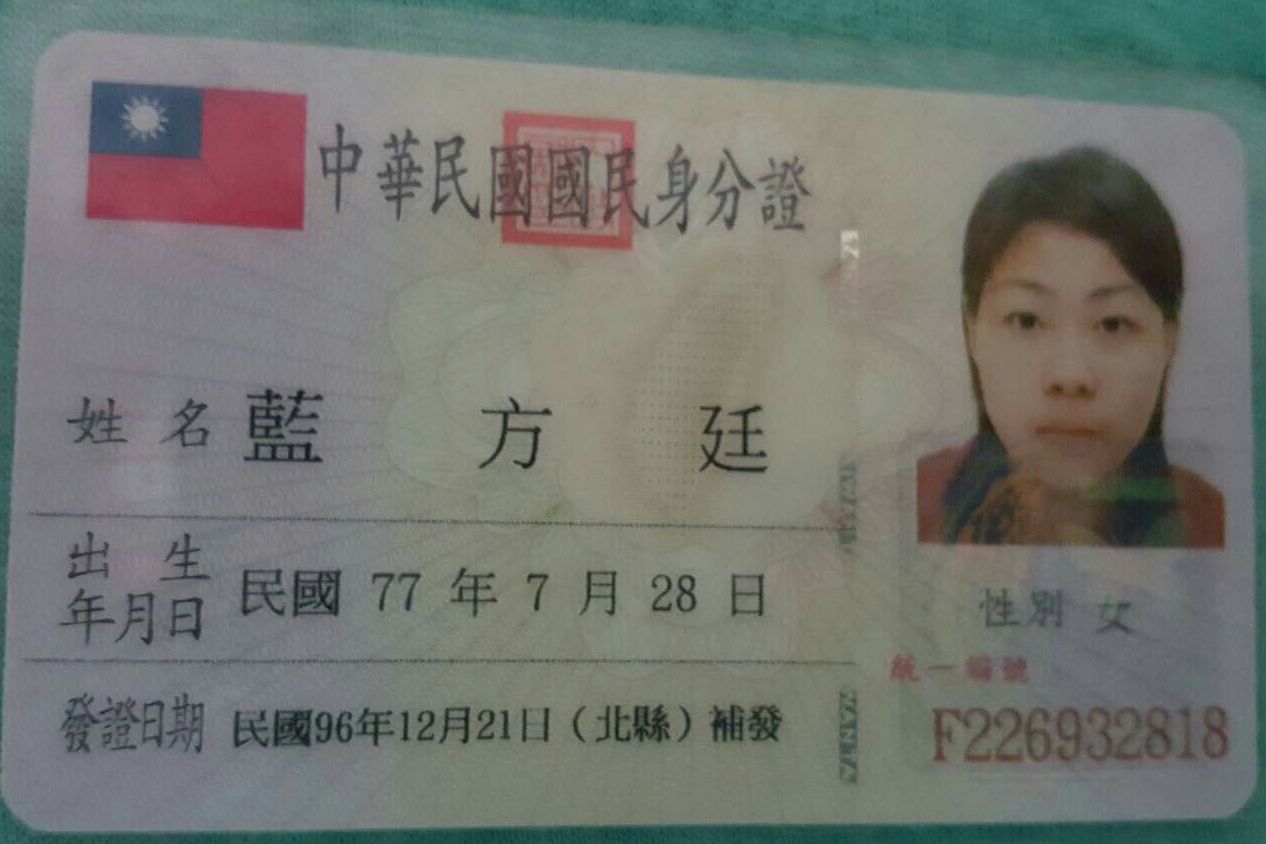 中華民國國民身分證
姓名 藍方廷
出生年月日 民國 77 年 7 月 28 日
發證日期 民國96年12月21日（北縣）補發
性別 女
統一編號
F226932818